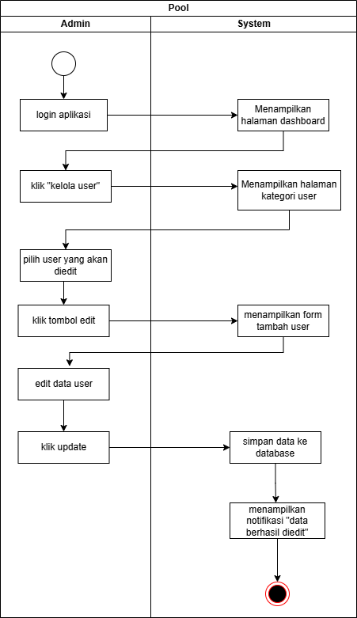 Pool
Admin
System
login aplikasi
Menampilkan
halaman dashboard
klik "kelola user"
Menampilkan halaman
kategori user
pilih user yang akan
diedit
klik tombol edit
menampilkan form
tambah user
edit data user
klik update
simpan data ke
database
menampilkan
notifikasi "data
berhasil diedit"